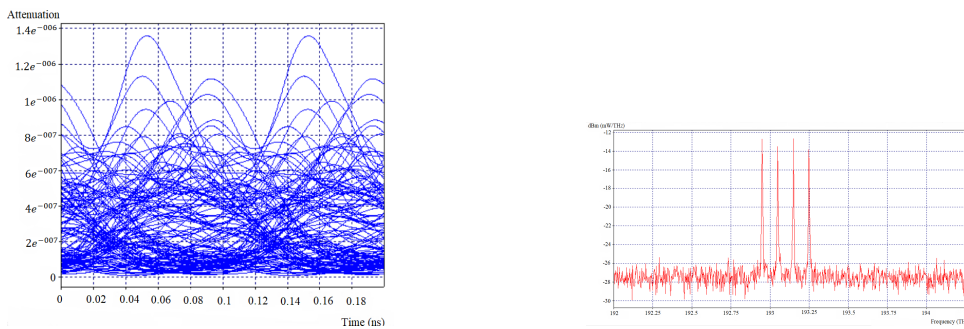 Attenuation
1.4e⁻⁰⁰⁶
1.2e⁻⁰⁰⁶
1e⁻⁰⁰⁶
8e⁻⁰⁰⁷
6e⁻⁰⁰⁷
4e⁻⁰⁰⁷
2e⁻⁰⁰⁷
0
0 0.02 0.04 0.06 0.08 0.1 0.12 0.14 0.16 0.18
Time (ns)
dBm (mW/THz)
-12
-14
-16
-18
-20
-22
-24
-26
-28
-30
192 192.25 192.5 192.75 193 193.25 193.5 193.75 194
Frequency (TH